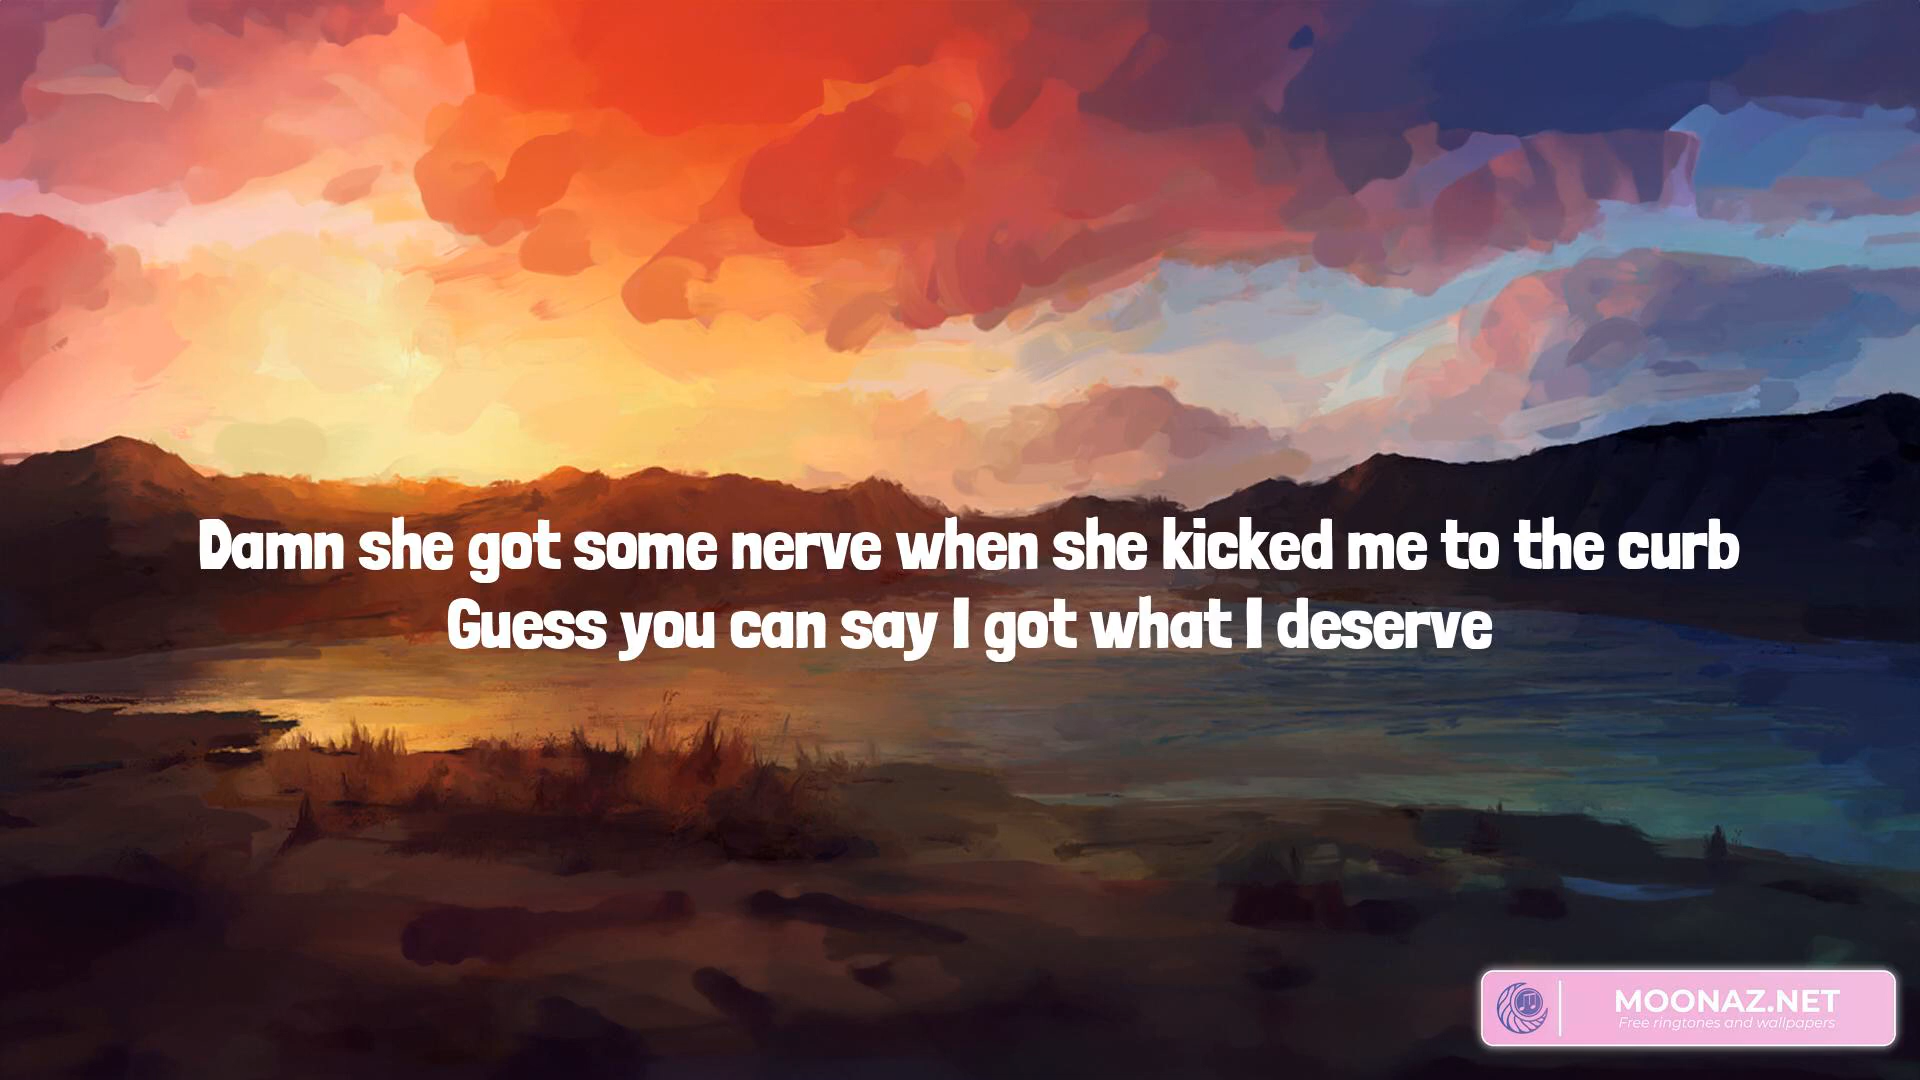 Damn she got some nerve when she kicked me to the curb
Guess you can say I got what I deserve
MOONAZ.NET
Free ringtones and wallpapers